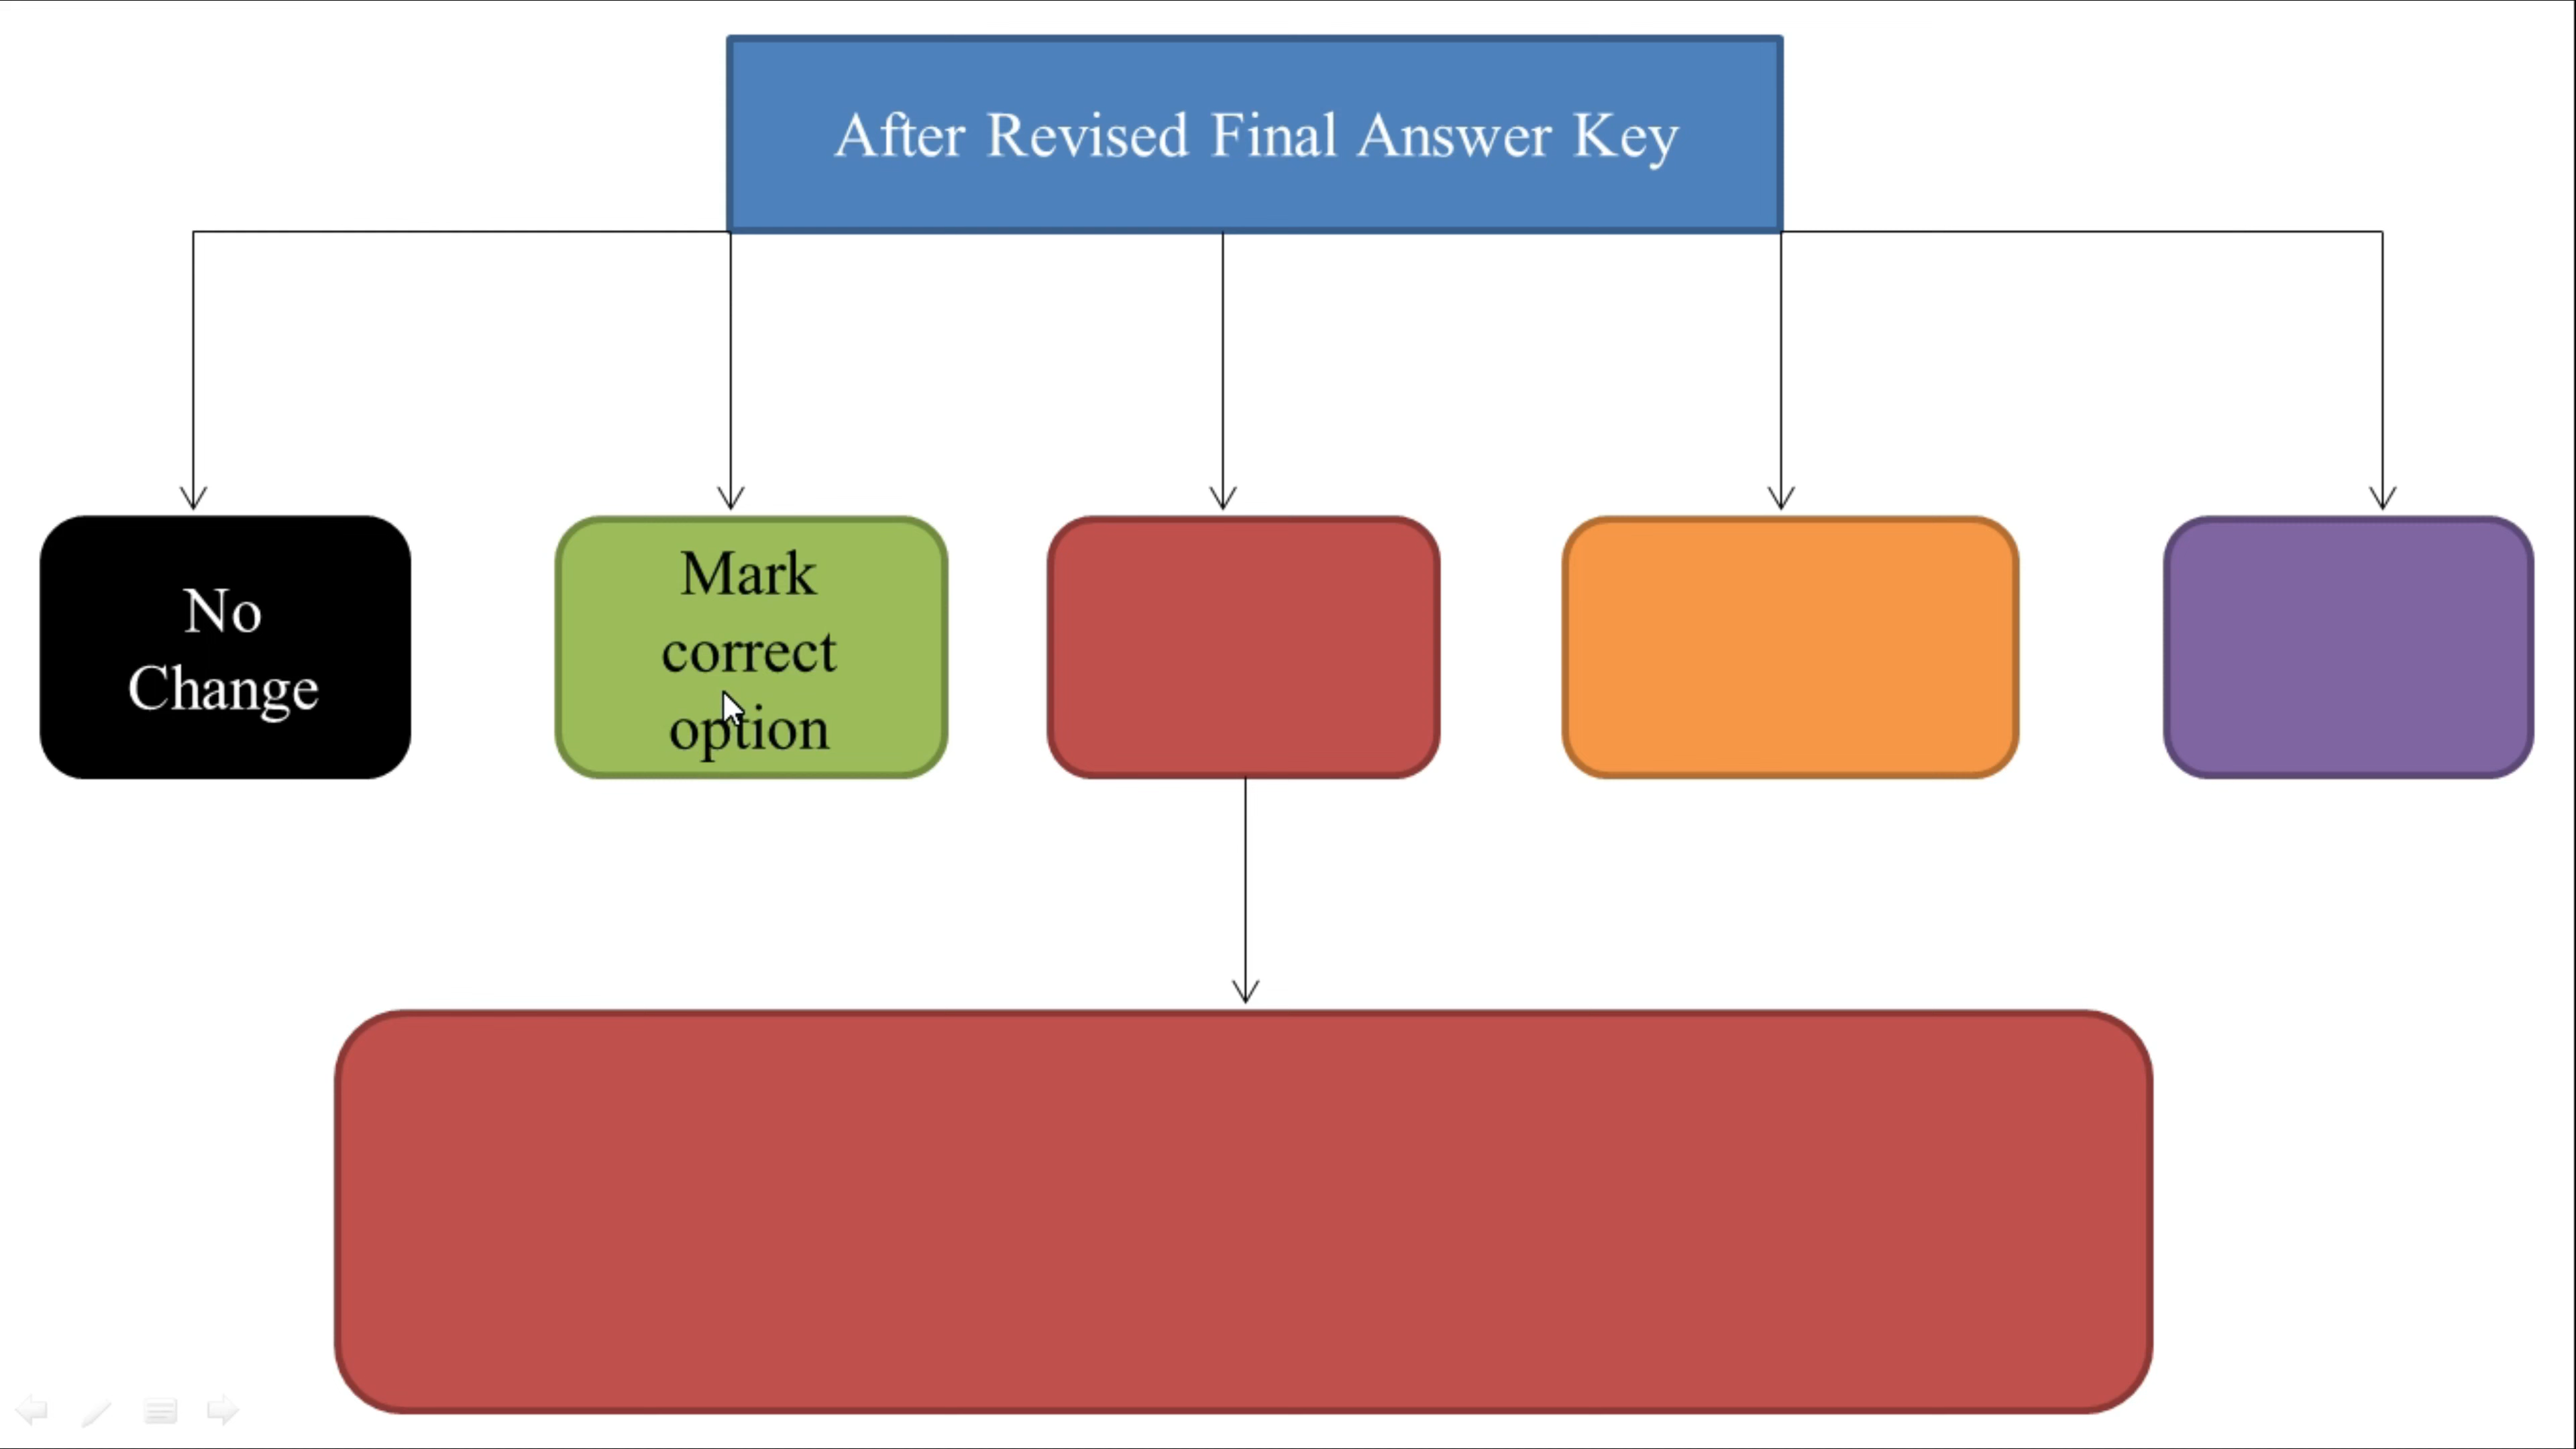 After Revised Final Answer Key
No
Change
Mark
correct
option